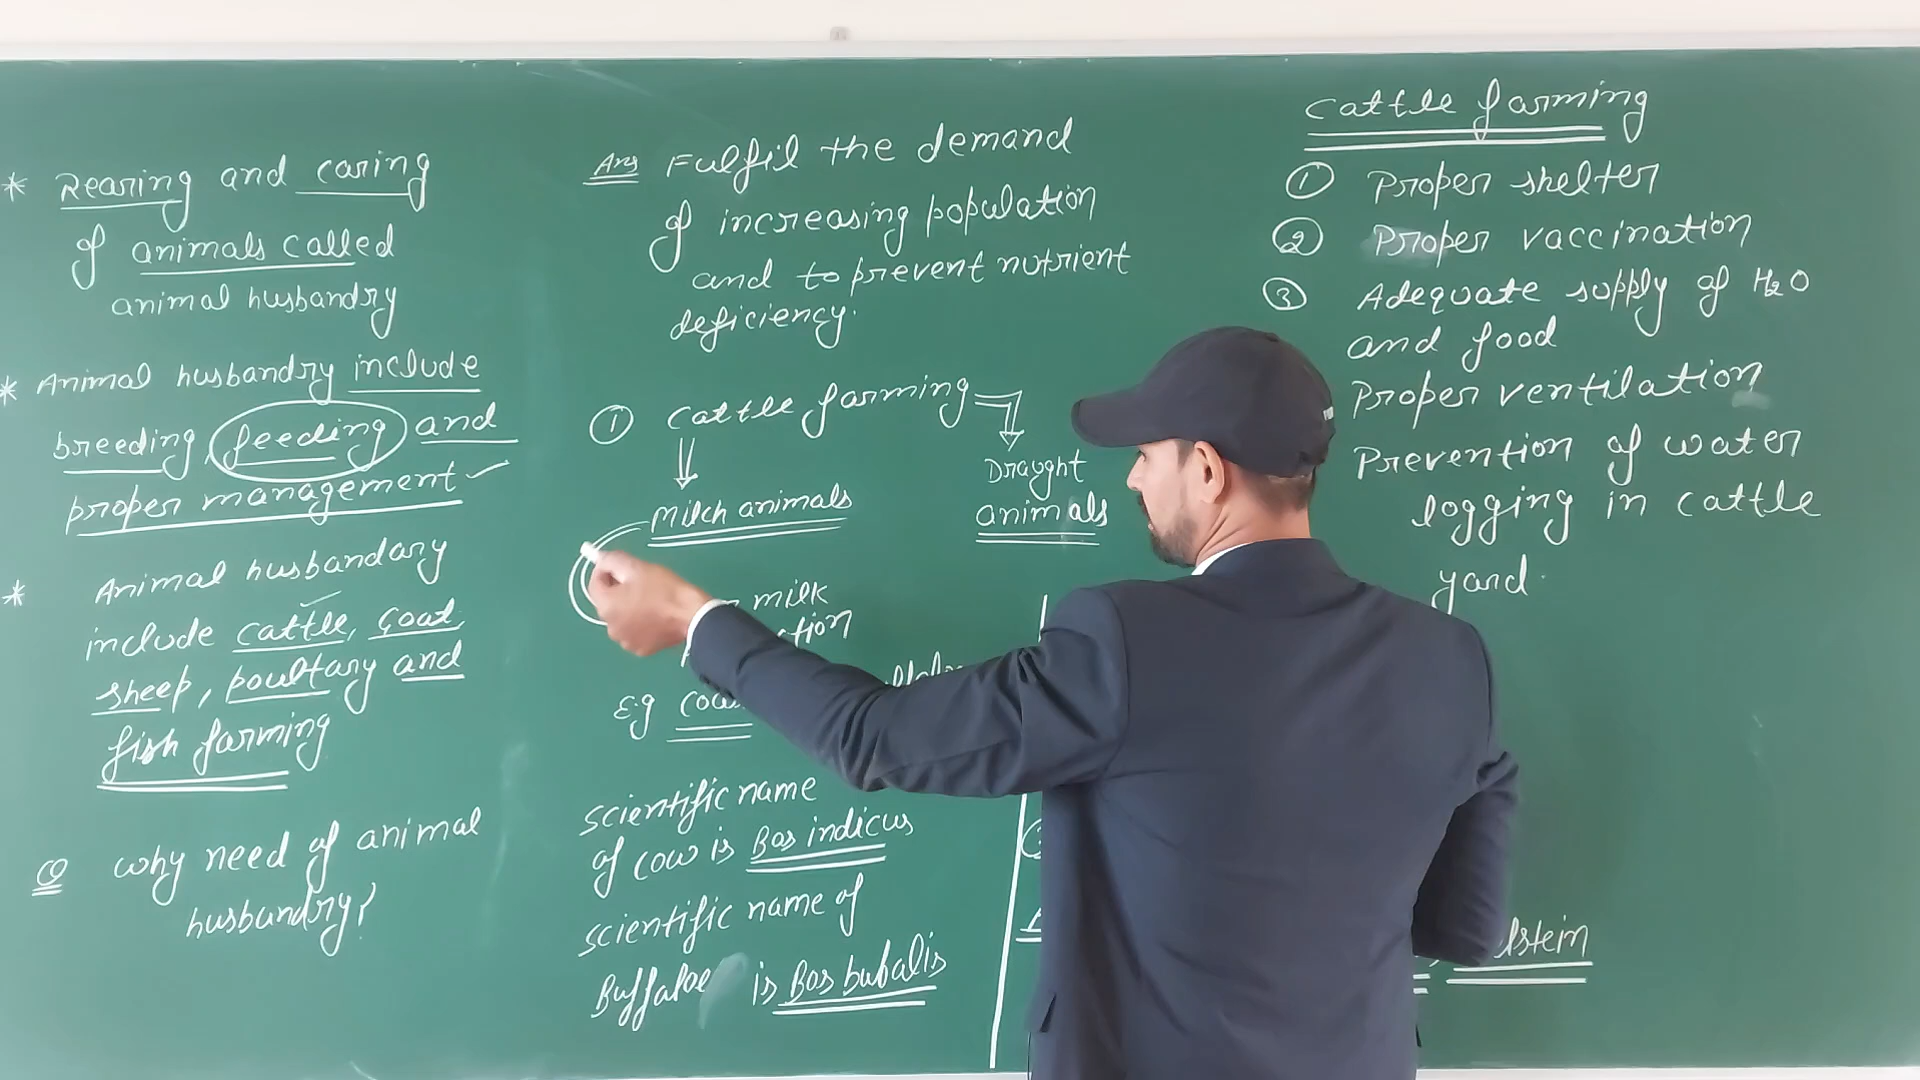 * Rearing and caring
of animals called
animal husbandry
* Animal husbandry include
breeding, feeding and
proper management ✓
* Animal husbandary
include cattle, Goat,
sheep, poultary and
fish farming
Q Why need of animal
husbandry?
Ans Fulfil the demand
of increasing population
and to prevent nutrient
deficiency.
① Cattle farming
Milch animals
Draught
animals
milk
E.g
scientific name
of cow is Bos indicus
scientific name of
Buffaloe is Bos bubalis
Cattle farming
① Proper shelter
② Proper vaccination
③ Adequate supply of H2O
and food
Proper ventilation
Prevention of water
logging in cattle
yard.